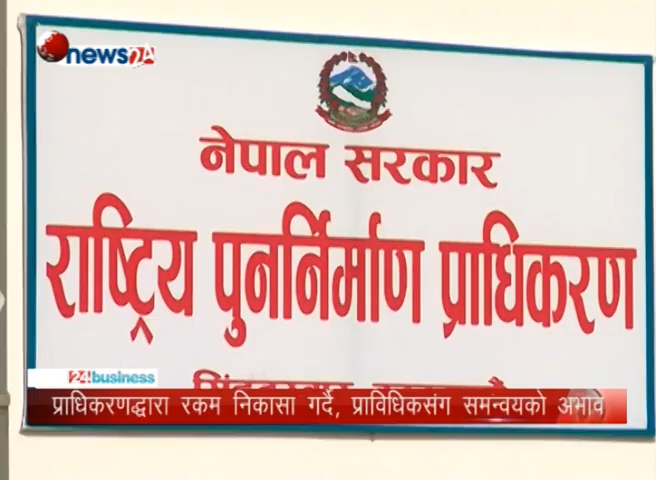 news24
नेपाल सरकार
राष्ट्रिय पुनर्निर्माण प्राधिकरण
24business
प्राधिकरणद्धारा रकम निकासा गर्दै, प्राविधिकसंग समन्वयको अभाव